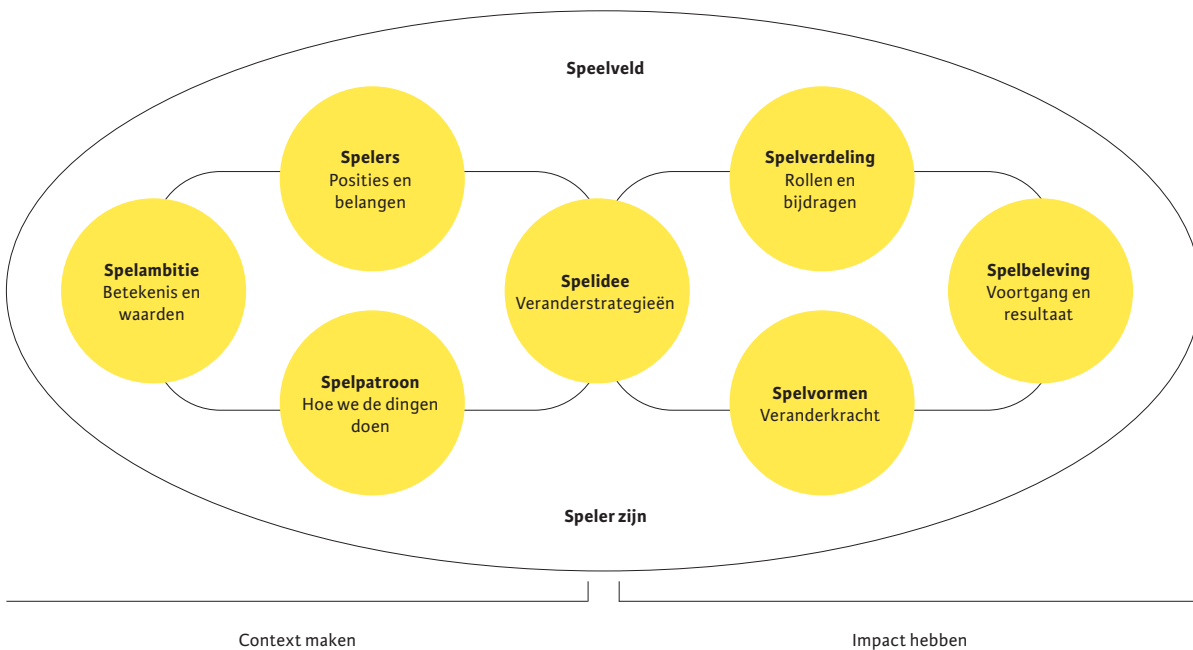 Speelveld
Spelers
Posities en
belangen
Spelverdeling
Rollen en
bijdragen
Spelambitie
Betekenis en
waarden
Spelidee
Veranderstrategieën
Spelbeleving
Voortgang en
resultaat
Spelpatroon
Hoe we de dingen
doen
Spelvormen
Veranderkracht
Speler zijn
Context maken
Impact hebben